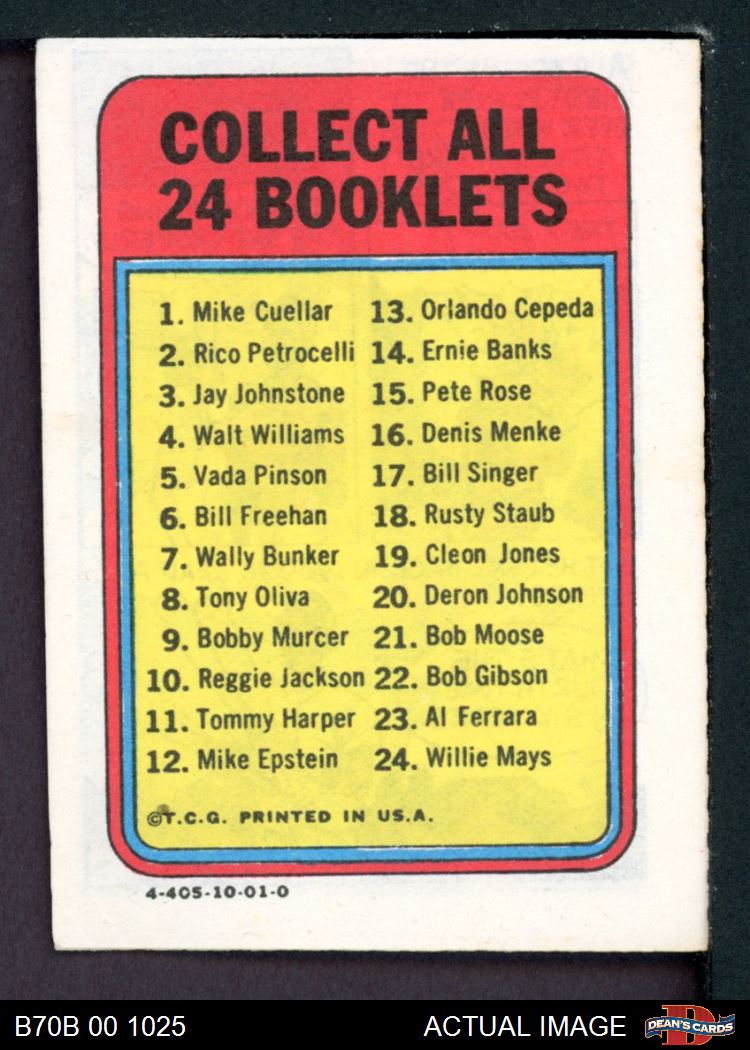 COLLECT ALL
24 BOOKLETS
1. Mike Cuellar
2. Rico Petrocelli
3. Jay Johnstone
4. Walt Williams
5. Vada Pinson
6. Bill Freehan
7. Wally Bunker
8. Tony Oliva
9. Bobby Murcer
10. Reggie Jackson
11. Tommy Harper
12. Mike Epstein
13. Orlando Cepeda
14. Ernie Banks
15. Pete Rose
16. Denis Menke
17. Bill Singer
18. Rusty Staub
19. Cleon Jones
20. Deron Johnson
21. Bob Moose
22. Bob Gibson
23. Al Ferrara
24. Willie Mays
©T.C.G. PRINTED IN U.S.A.
4-405-10-01-0
B70B 00 1025
ACTUAL IMAGE
DEAN'S CARDS